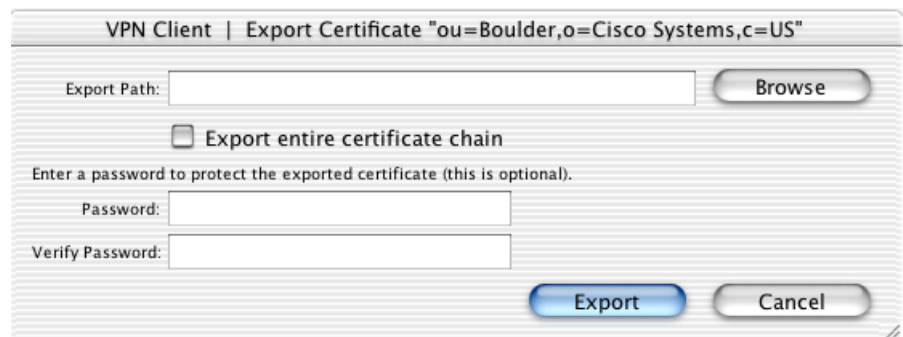 VPN Client | Export Certificate "ou=Boulder,o=Cisco Systems,c=US"
Export Path:
Browse
Export entire certificate chain
Enter a password to protect the exported certificate (this is optional).
Password:
Verify Password:
Export
Cancel